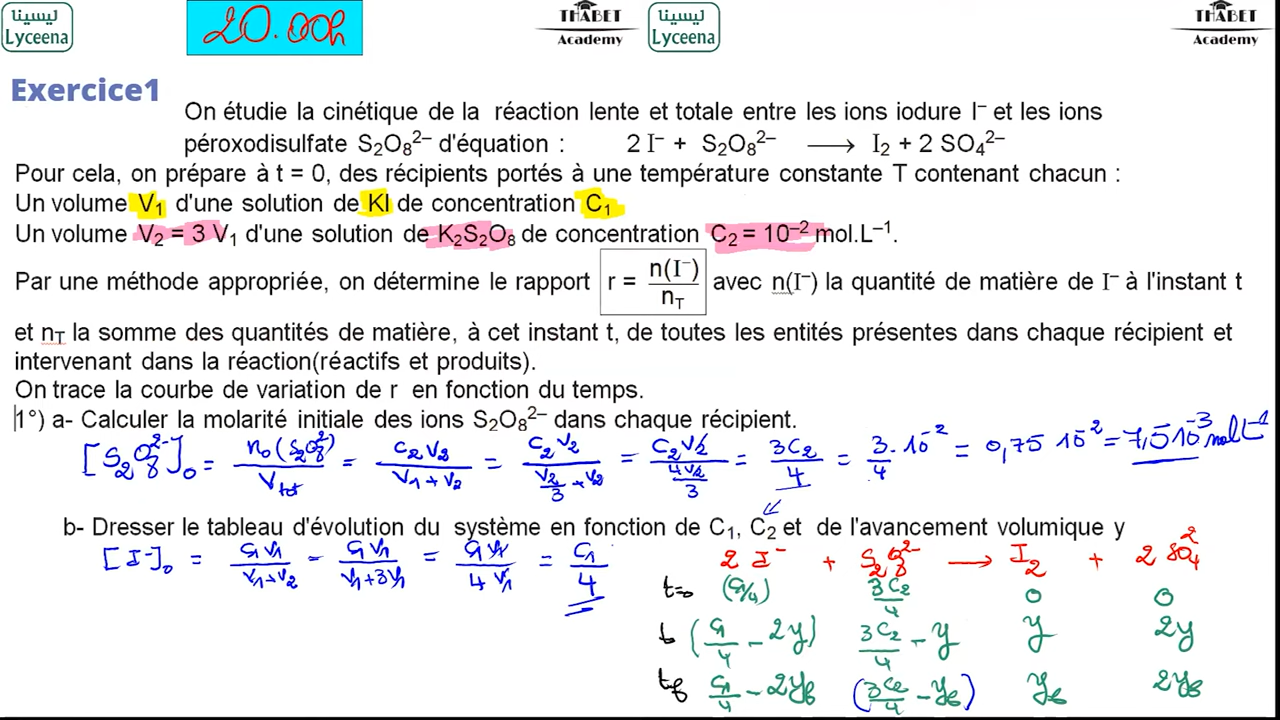 ليسينا
Lyceena
20.00h
THABET
Academy
ليسينا
Lyceena
THABET
Academy
Exercice1
On étudie la cinétique de la réaction lente et totale entre les ions iodure I⁻ et les ions
péroxodisulfate S₂O₈²⁻ d'équation : 2 I⁻ + S₂O₈²⁻ ⟶ I₂ + 2 SO₄²⁻
Pour cela, on prépare à t = 0, des récipients portés à une température constante T contenant chacun :
Un volume V₁ d'une solution de KI de concentration C₁
Un volume V₂ = 3 V₁ d'une solution de K₂S₂O₈ de concentration C₂ = 10⁻² mol.L⁻¹.
Par une méthode appropriée, on détermine le rapport r = n(I⁻)/n_T avec n(I⁻) la quantité de matière de I⁻ à l'instant t
et n_T la somme des quantités de matière, à cet instant t, de toutes les entités présentes dans chaque récipient et
intervenant dans la réaction(réactifs et produits).
On trace la courbe de variation de r en fonction du temps.
1°) a- Calculer la molarité initiale des ions S₂O₈²⁻ dans chaque récipient.
[S₂O₈²⁻]₀ = n₀(S₂O₈²⁻)/Vtot = C₂V₂/(V₁+V₂) = C₂V₂/(V₂/3 + V₂) = C₂V₂/(4V₂/3) = 3C₂/4 = 3·10⁻²/4 = 0,75 10⁻² = 7,5 10⁻³ mol L⁻¹
b- Dresser le tableau d'évolution du système en fonction de C₁, C₂ et de l'avancement volumique y
[I⁻]₀ = C₁V₁/(V₁+V₂) = C₁V₁/(V₁+3V₁) = C₁V₁/4V₁ = C₁/4
2 I⁻ + S₂O₈²⁻ ⟶ I₂ + 2 SO₄²⁻
t=0 (C₁/4) 3C₂/4 0 0
t (C₁/4 - 2y) 3C₂/4 - y y 2y
tf C₁/4 - 2yf (3C₂/4 - yf) yf 2yf